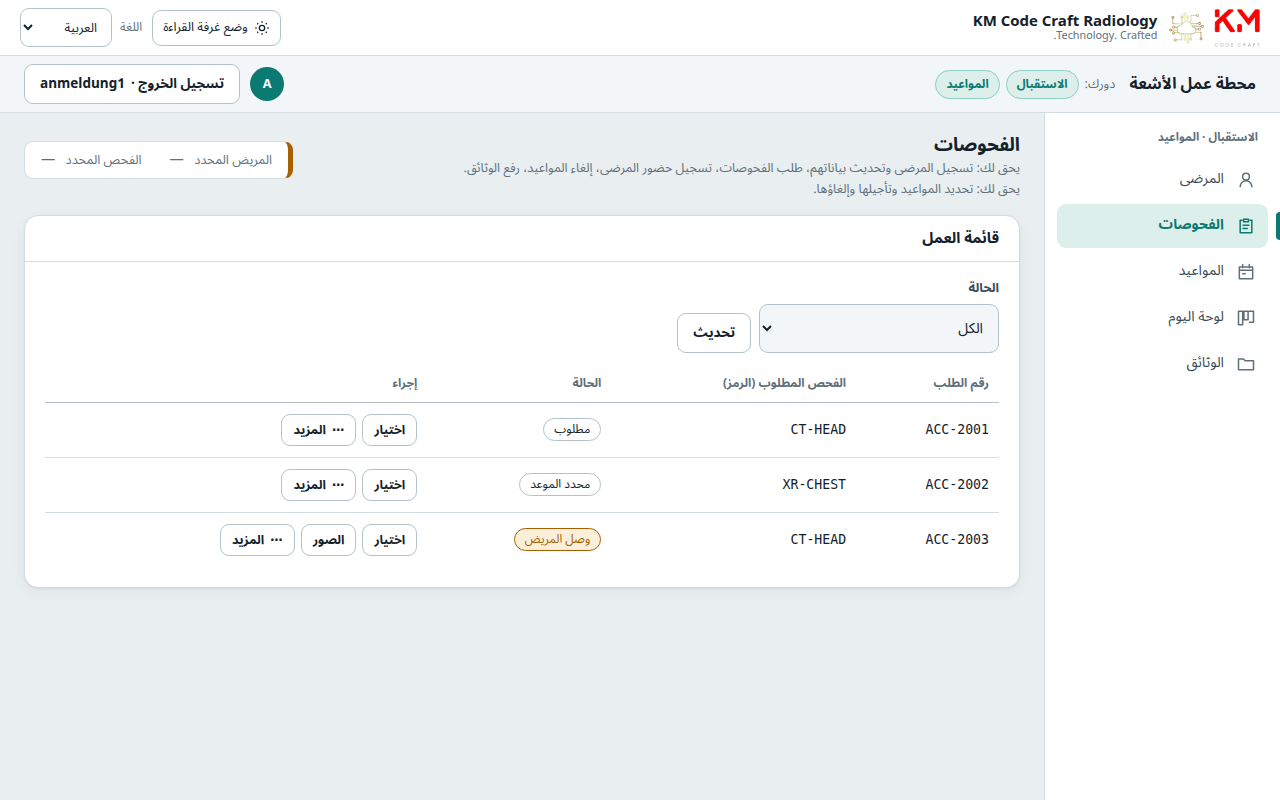 KM
CODE CRAFT
KM Code Craft Radiology
Technology. Crafted.
وضع غرفة القراءة
اللغة
العربية
محطة عمل الأشعة
دورك:
الاستقبال
المواعيد
A
تسجيل الخروج · anmeldung1
الاستقبال · المواعيد
المرضى
الفحوصات
المواعيد
لوحة اليوم
الوثائق
الفحوصات
يحق لك: تسجيل المرضى وتحديث بياناتهم، طلب الفحوصات، تسجيل حضور المرضى، إلغاء المواعيد، رفع الوثائق.
يحق لك: تحديد المواعيد وتأجيلها وإلغاؤها.
المريض المحدد —
الفحص المحدد —
قائمة العمل
الحالة
الكل
تحديث
رقم الطلب الفحص المطلوب (الرمز) الحالة إجراء
ACC-2001 CT-HEAD مطلوب اختيار ··· المزيد
ACC-2002 XR-CHEST محدد الموعد اختيار ··· المزيد
ACC-2003 CT-HEAD وصل المريض اختيار الصور ··· المزيد